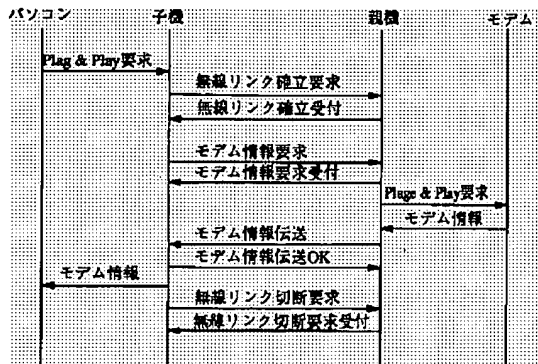 パソコン 子機 親機 モデム
Plag & Play要求
無線リンク確立要求
無線リンク確立受付
モデム情報要求
モデム情報要求受付
Plage & Play要求
モデム情報
モデム情報伝送
モデム情報伝送OK
モデム情報
無線リンク切断要求
無線リンク切断要求受付